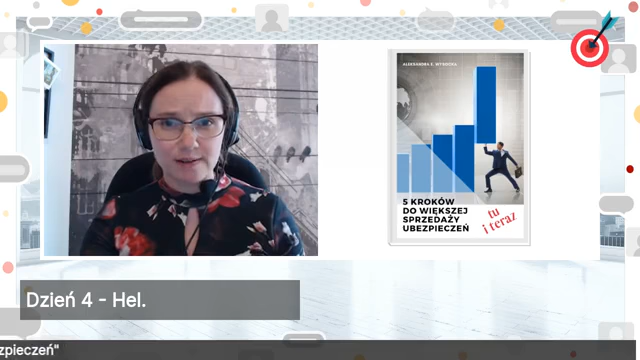 ALEKSANDRA E. WYSOCKA
5 KROKÓW
DO WIĘKSZEJ
SPRZEDAŻY
UBEZPIECZEŃ
tu
i teraz
Dzień 4 - Hel.
zpieczeń"